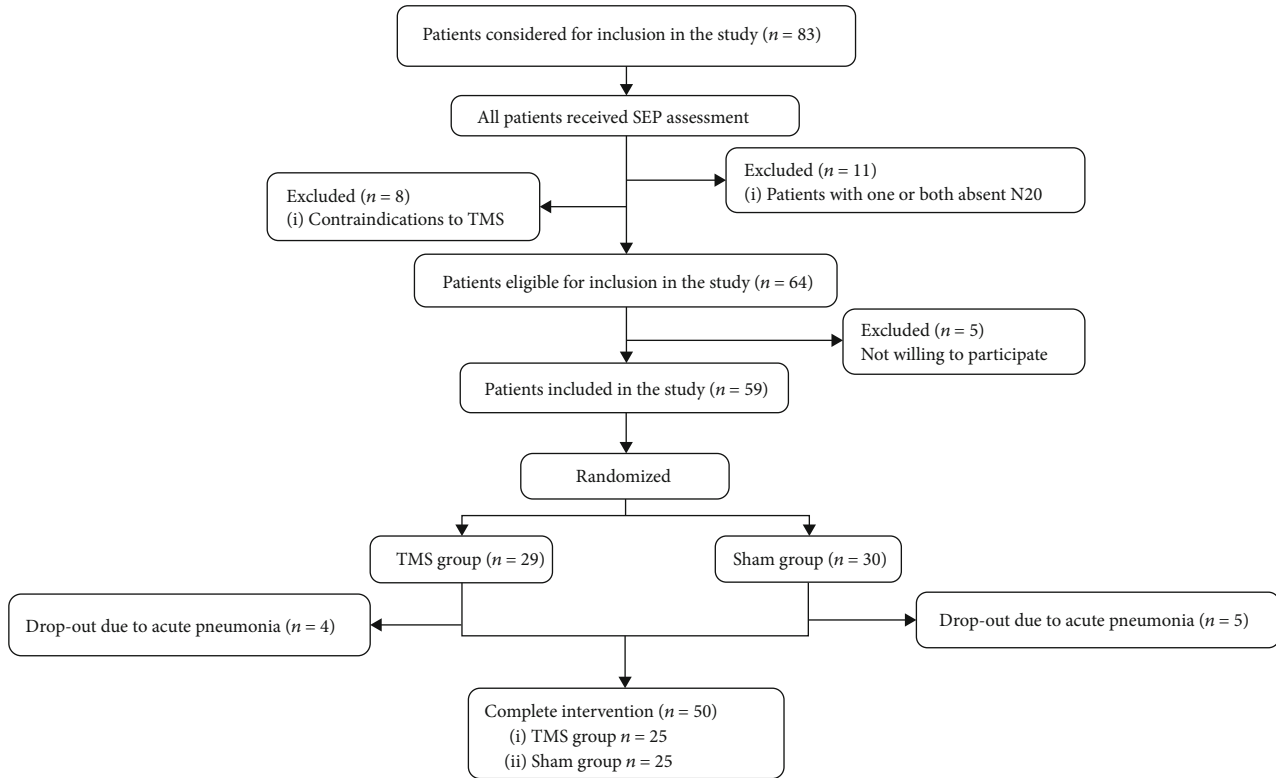 Patients considered for inclusion in the study (n = 83)
All patients received SEP assessment
Excluded (n = 11)
(i) Patients with one or both absent N20
Excluded (n = 8)
(i) Contraindications to TMS
Patients eligible for inclusion in the study (n = 64)
Excluded (n = 5)
Not willing to participate
Patients included in the study (n = 59)
Randomized
TMS group (n = 29)
Sham group (n = 30)
Drop-out due to acute pneumonia (n = 4)
Drop-out due to acute pneumonia (n = 5)
Complete intervention (n = 50)
(i) TMS group n = 25
(ii) Sham group n = 25